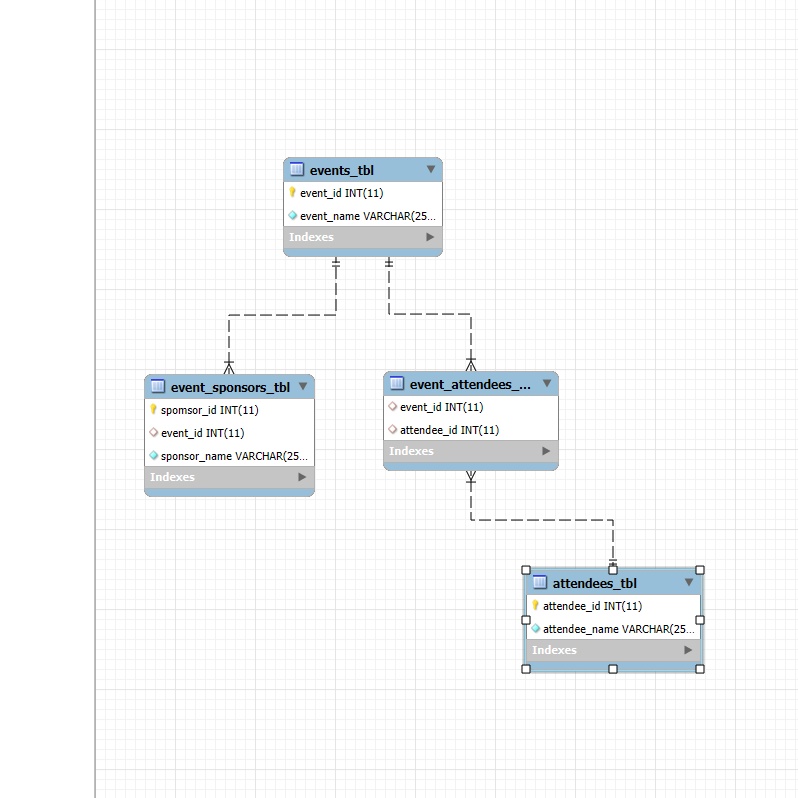 events_tbl
event_id INT(11)
event_name VARCHAR(25...
Indexes
event_sponsors_tbl
spomsor_id INT(11)
event_id INT(11)
sponsor_name VARCHAR(25...
Indexes
event_attendees_...
event_id INT(11)
attendee_id INT(11)
Indexes
attendees_tbl
attendee_id INT(11)
attendee_name VARCHAR(25...
Indexes